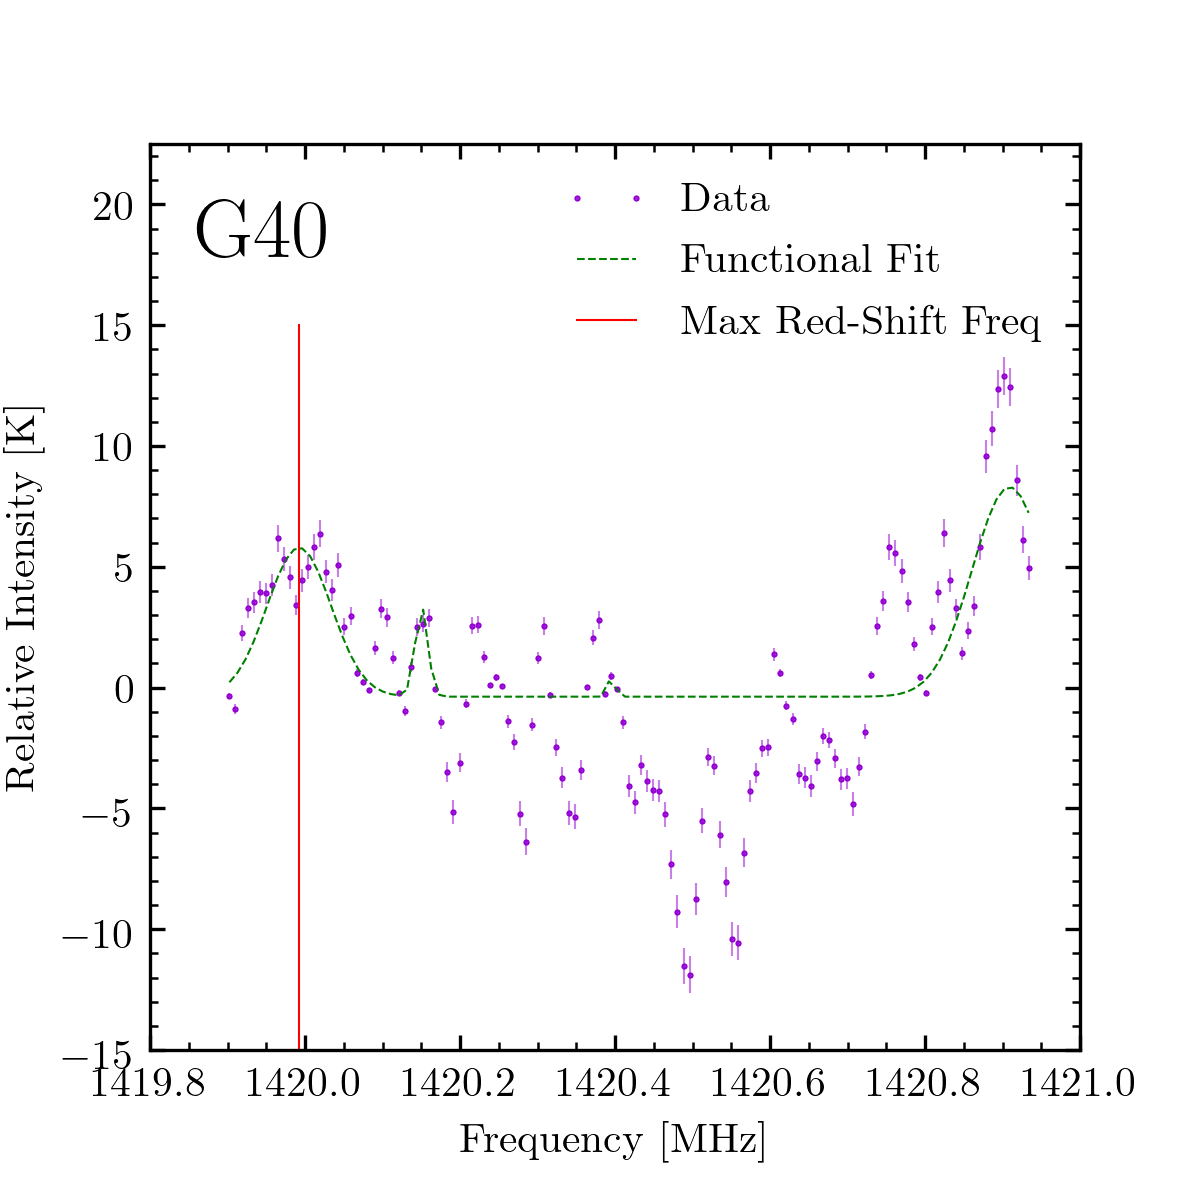 G40
Data
Functional Fit
Max Red-Shift Freq
Relative Intensity [K]
20
15
10
5
0
−5
−10
−15
1419.8 1420.0 1420.2 1420.4 1420.6 1420.8 1421.0
Frequency [MHz]